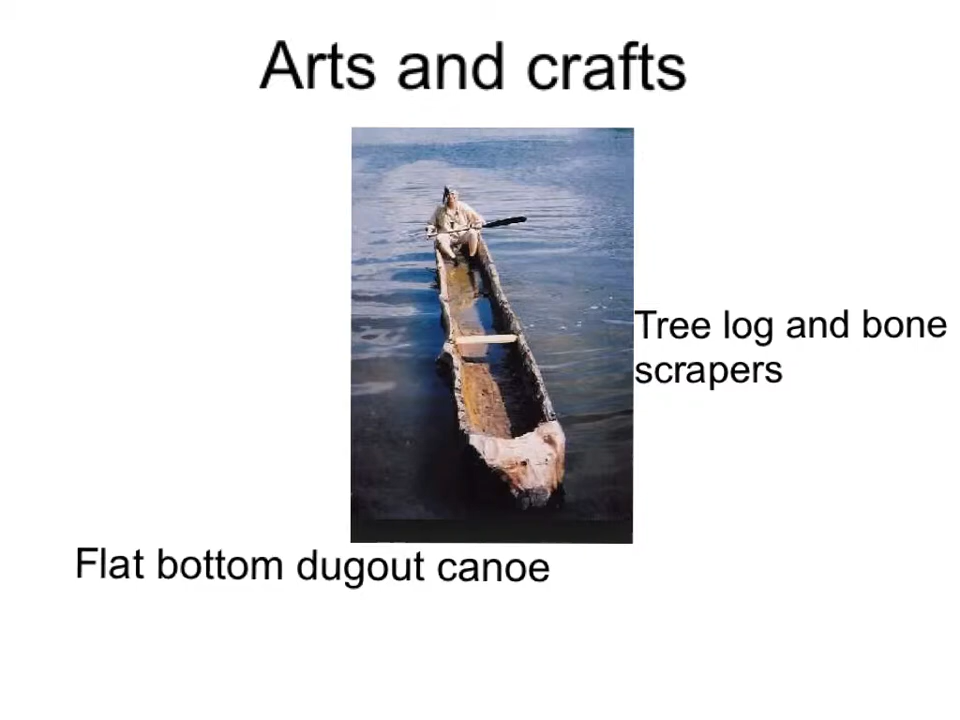 Arts and crafts
Tree log and bone
scrapers
Flat bottom dugout canoe